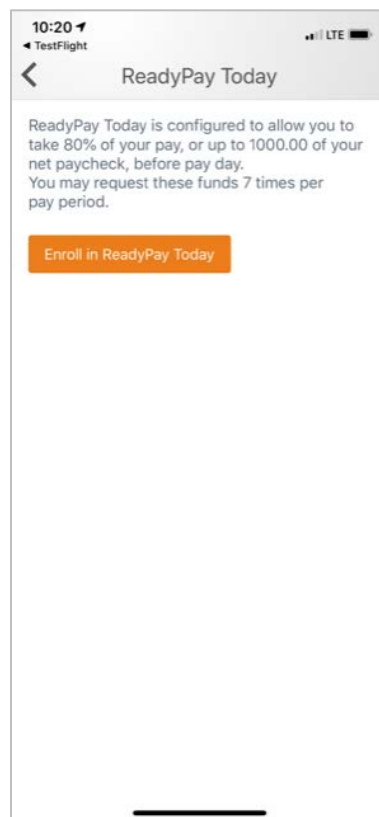 10:20
◄ TestFlight
LTE
ReadyPay Today
ReadyPay Today is configured to allow you to
take 80% of your pay, or up to 1000.00 of your
net paycheck, before pay day.
You may request these funds 7 times per
pay period.
Enroll in ReadyPay Today